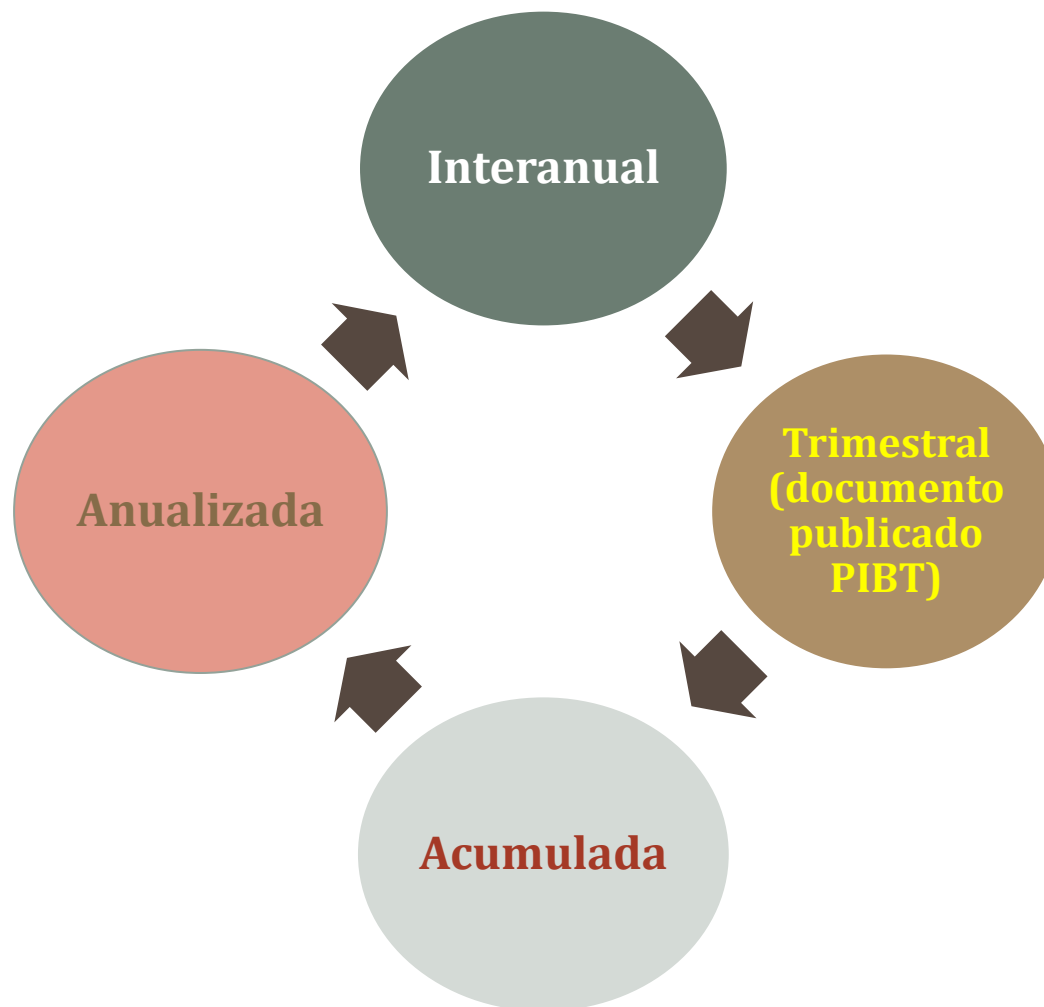 Interanual
Trimestral
(documento
publicado
PIBT)
Acumulada
Anualizada